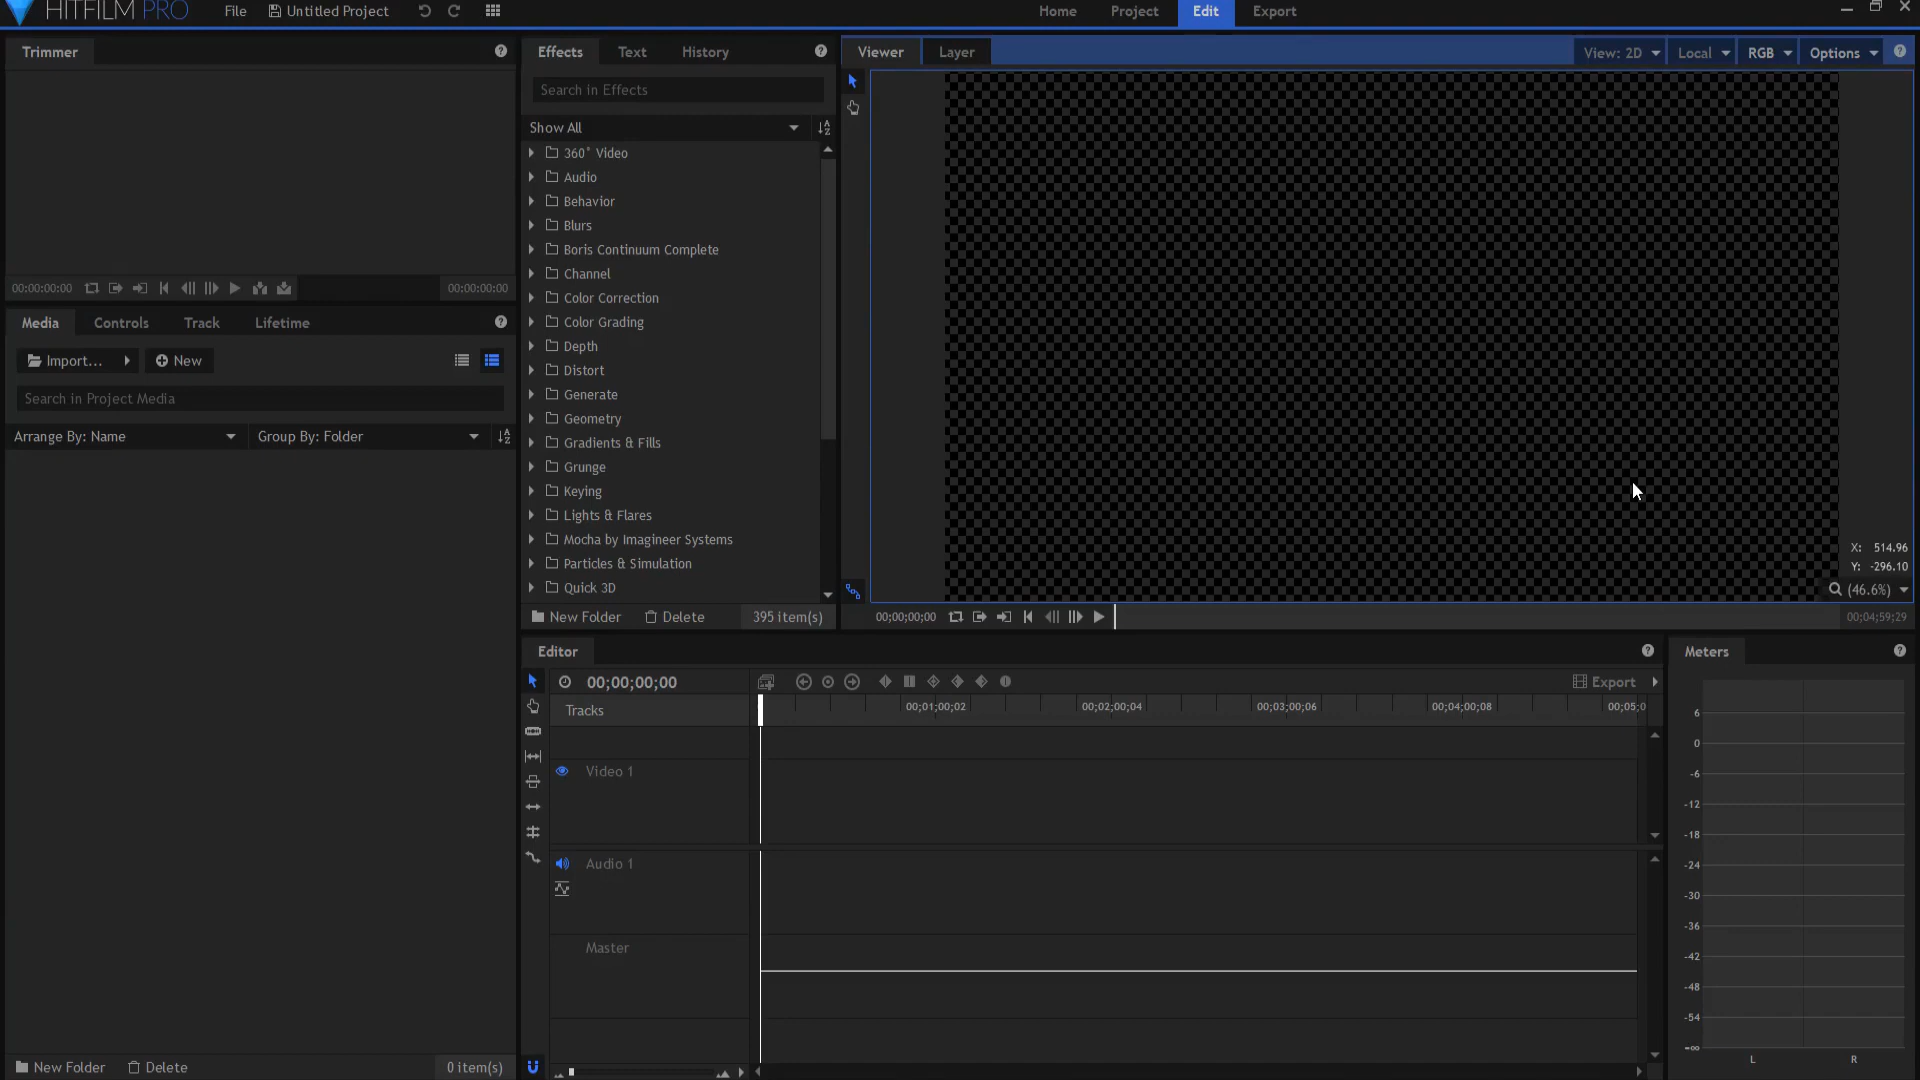 HITFILM PRO
File
Untitled Project
Home
Project
Edit
Export
Trimmer
00:00:00:00
00:00:00:00
Media
Controls
Track
Lifetime
Import...
New
Search in Project Media
Arrange By: Name
Group By: Folder
New Folder
Delete
0 item(s)
Effects
Text
History
Search in Effects
Show All
360° Video
Audio
Behavior
Blurs
Boris Continuum Complete
Channel
Color Correction
Color Grading
Depth
Distort
Generate
Geometry
Gradients & Fills
Grunge
Keying
Lights & Flares
Mocha by Imagineer Systems
Particles & Simulation
Quick 3D
New Folder
Delete
395 item(s)
Viewer
Layer
View: 2D
Local
RGB
Options
X: 514.96
Y: -296.10
(46.6%)
00;00;00;00
00;04;59;29
Editor
00;00;00;00
Export
Tracks
00;01;00;02
00;02;00;04
00;03;00;06
00;04;00;08
00;05;0
Video 1
Audio 1
Master
Meters
6
0
-6
-12
-18
-24
-30
-36
-42
-48
-54
-∞
L
R